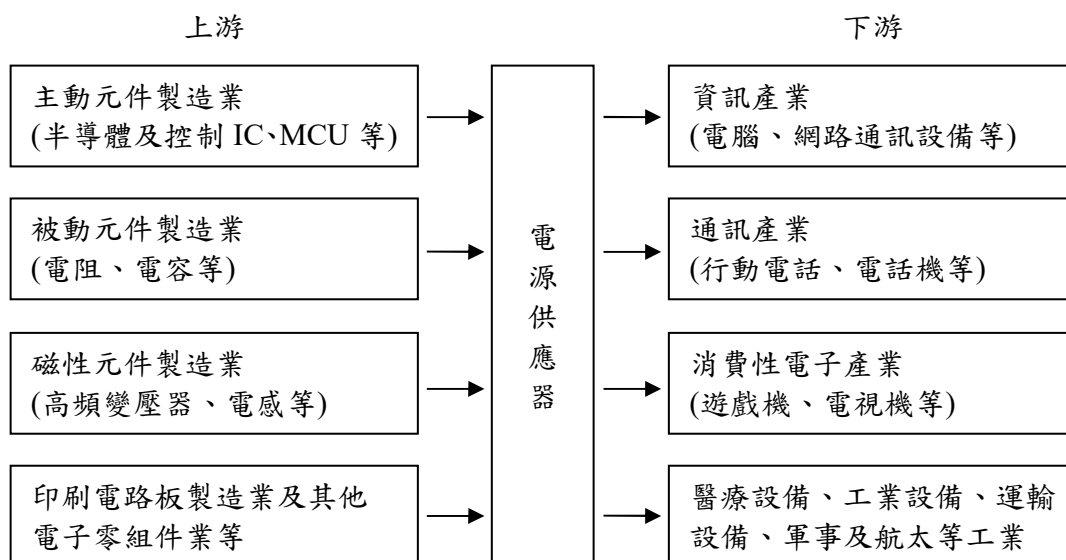 上游
主動元件製造業
(半導體及控制 IC、MCU 等)
被動元件製造業
(電阻、電容等)
磁性元件製造業
(高頻變壓器、電感等)
印刷電路板製造業及其他
電子零組件業等
電源供應器
下游
資訊產業
(電腦、網路通訊設備等)
通訊產業
(行動電話、電話機等)
消費性電子產業
(遊戲機、電視機等)
醫療設備、工業設備、運輸
設備、軍事及航太等工業